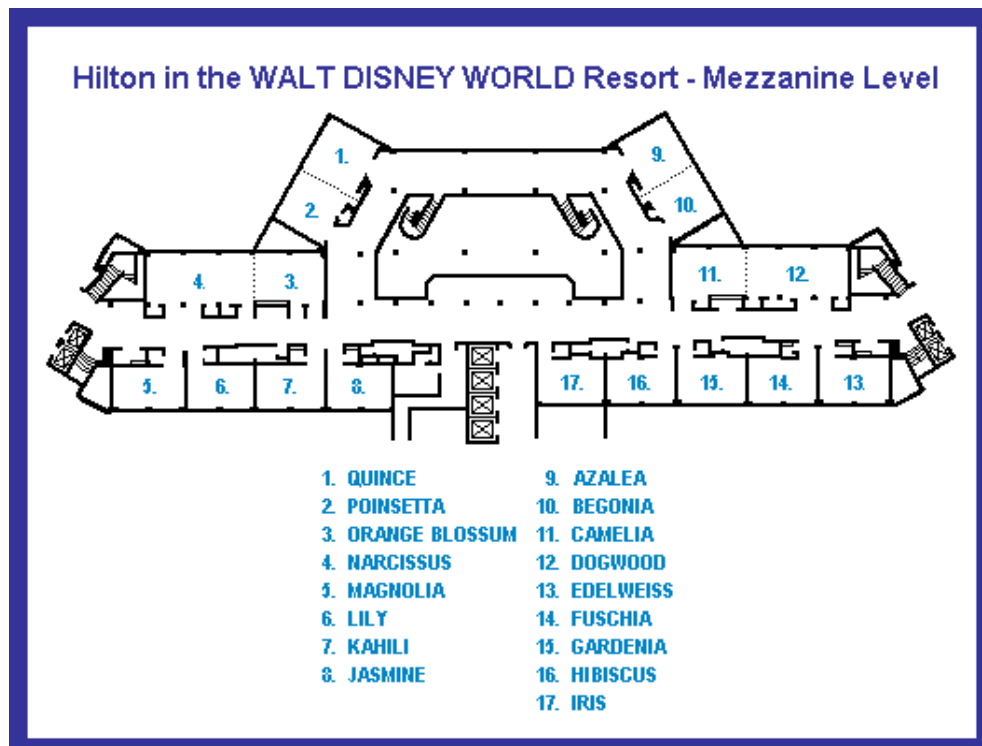 Hilton in the WALT DISNEY WORLD Resort - Mezzanine Level
1.
9.
2.
10.
4.
3.
11.
12.
5.
6.
7.
8.
17.
16.
15.
14.
13.
1. QUINCE
2. POINSETTA
3. ORANGE BLOSSUM
4. NARCISSUS
5. MAGNOLIA
6. LILY
7. KAHILI
8. JASMINE
9. AZALEA
10. BEGONIA
11. CAMELIA
12. DOGWOOD
13. EDELWEISS
14. FUSCHIA
15. GARDENIA
16. HIBISCUS
17. IRIS